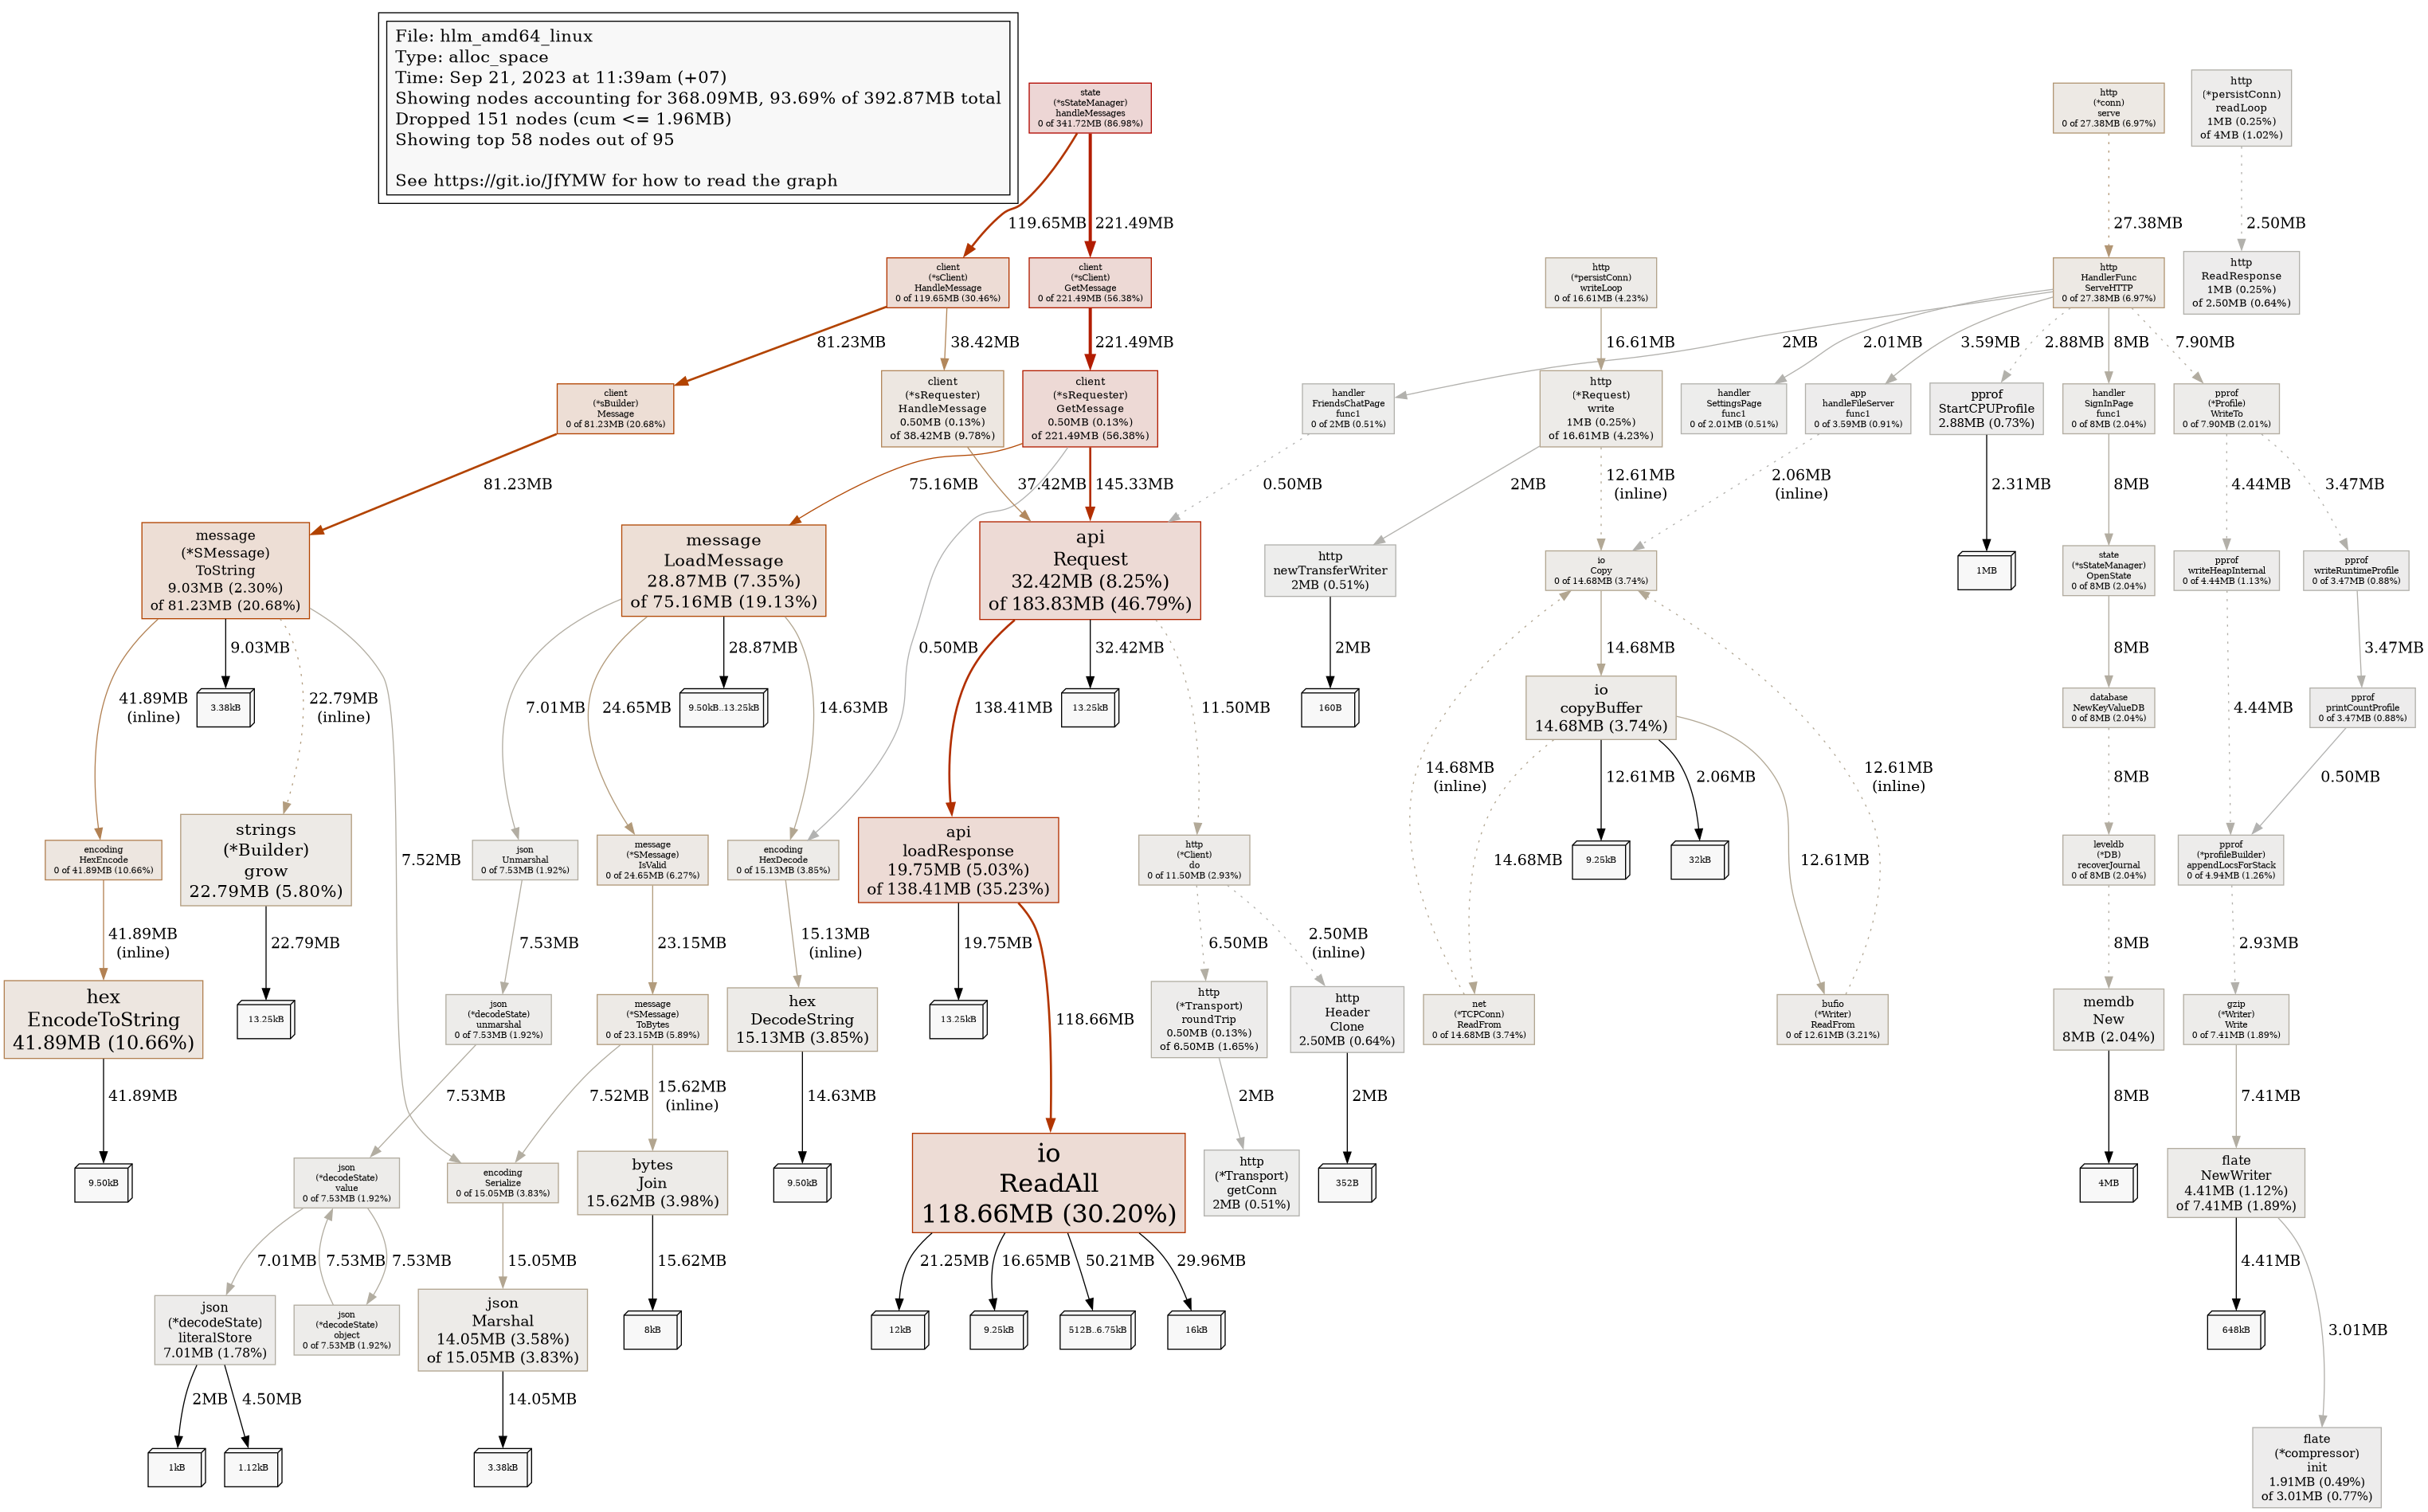 File: hlm_amd64_linux
Type: alloc_space
Time: Sep 21, 2023 at 11:39am (+07)
Showing nodes accounting for 368.09MB, 93.69% of 392.87MB total
Dropped 151 nodes (cum <= 1.96MB)
Showing top 58 nodes out of 95
See https://git.io/JfYMW for how to read the graph
state
(*sStateManager)
handleMessages
0 of 341.72MB (86.98%)
http
(*conn)
serve
0 of 27.38MB (6.97%)
http
(*persistConn)
readLoop
1MB (0.25%)
of 4MB (1.02%)
119.65MB
221.49MB
27.38MB
2.50MB
client
(*sClient)
HandleMessage
0 of 119.65MB (30.46%)
client
(*sClient)
GetMessage
0 of 221.49MB (56.38%)
http
(*persistConn)
writeLoop
0 of 16.61MB (4.23%)
http
HandlerFunc
ServeHTTP
0 of 27.38MB (6.97%)
http
ReadResponse
1MB (0.25%)
of 2.50MB (0.64%)
81.23MB
38.42MB
221.49MB
16.61MB
2MB
2.01MB
3.59MB
2.88MB
8MB
7.90MB
client
(*sBuilder)
Message
0 of 81.23MB (20.68%)
client
(*sRequester)
HandleMessage
0.50MB (0.13%)
of 38.42MB (9.78%)
client
(*sRequester)
GetMessage
0.50MB (0.13%)
of 221.49MB (56.38%)
handler
FriendsChatPage
func1
0 of 2MB (0.51%)
http
(*Request)
write
1MB (0.25%)
of 16.61MB (4.23%)
handler
SettingsPage
func1
0 of 2.01MB (0.51%)
app
handleFileServer
func1
0 of 3.59MB (0.91%)
pprof
StartCPUProfile
2.88MB (0.73%)
handler
SignInPage
func1
0 of 8MB (2.04%)
pprof
(*Profile)
WriteTo
0 of 7.90MB (2.01%)
81.23MB
75.16MB
37.42MB
145.33MB
0.50MB
2MB
12.61MB
(inline)
2.06MB
(inline)
2.31MB
8MB
4.44MB
3.47MB
message
(*SMessage)
ToString
9.03MB (2.30%)
of 81.23MB (20.68%)
message
LoadMessage
28.87MB (7.35%)
of 75.16MB (19.13%)
api
Request
32.42MB (8.25%)
of 183.83MB (46.79%)
http
newTransferWriter
2MB (0.51%)
io
Copy
0 of 14.68MB (3.74%)
1MB
state
(*sStateManager)
OpenState
0 of 8MB (2.04%)
pprof
writeHeapInternal
0 of 4.44MB (1.13%)
pprof
writeRuntimeProfile
0 of 3.47MB (0.88%)
41.89MB
(inline)
9.03MB
22.79MB
(inline)
7.01MB
24.65MB
28.87MB
14.63MB
0.50MB
138.41MB
32.42MB
11.50MB
2MB
14.68MB
8MB
4.44MB
3.47MB
3.38kB
9.50kB..13.25kB
13.25kB
160B
io
copyBuffer
14.68MB (3.74%)
database
NewKeyValueDB
0 of 8MB (2.04%)
pprof
printCountProfile
0 of 3.47MB (0.88%)
14.68MB
(inline)
12.61MB
2.06MB
12.61MB
(inline)
8MB
0.50MB
encoding
HexEncode
0 of 41.89MB (10.66%)
strings
(*Builder)
grow
22.79MB (5.80%)
7.52MB
json
Unmarshal
0 of 7.53MB (1.92%)
message
(*SMessage)
IsValid
0 of 24.65MB (6.27%)
encoding
HexDecode
0 of 15.13MB (3.85%)
api
loadResponse
19.75MB (5.03%)
of 138.41MB (35.23%)
http
(*Client)
do
0 of 11.50MB (2.93%)
14.68MB
9.25kB
32kB
12.61MB
leveldb
(*DB)
recoverJournal
0 of 8MB (2.04%)
pprof
(*profileBuilder)
appendLocsForStack
0 of 4.94MB (1.26%)
41.89MB
(inline)
22.79MB
7.53MB
23.15MB
15.13MB
(inline)
19.75MB
6.50MB
2.50MB
(inline)
8MB
2.93MB
hex
EncodeToString
41.89MB (10.66%)
13.25kB
json
(*decodeState)
unmarshal
0 of 7.53MB (1.92%)
message
(*SMessage)
ToBytes
0 of 23.15MB (5.89%)
hex
DecodeString
15.13MB (3.85%)
13.25kB
118.66MB
http
(*Transport)
roundTrip
0.50MB (0.13%)
of 6.50MB (1.65%)
http
Header
Clone
2.50MB (0.64%)
net
(*TCPConn)
ReadFrom
0 of 14.68MB (3.74%)
bufio
(*Writer)
ReadFrom
0 of 12.61MB (3.21%)
memdb
New
8MB (2.04%)
gzip
(*Writer)
Write
0 of 7.41MB (1.89%)
41.89MB
7.53MB
7.52MB
15.62MB
(inline)
14.63MB
2MB
2MB
8MB
7.41MB
9.50kB
json
(*decodeState)
value
0 of 7.53MB (1.92%)
encoding
Serialize
0 of 15.05MB (3.83%)
bytes
Join
15.62MB (3.98%)
9.50kB
io
ReadAll
118.66MB (30.20%)
http
(*Transport)
getConn
2MB (0.51%)
352B
4MB
flate
NewWriter
4.41MB (1.12%)
of 7.41MB (1.89%)
7.01MB
7.53MB
7.53MB
15.05MB
15.62MB
21.25MB
16.65MB
50.21MB
29.96MB
4.41MB
json
(*decodeState)
literalStore
7.01MB (1.78%)
json
(*decodeState)
object
0 of 7.53MB (1.92%)
json
Marshal
14.05MB (3.58%)
of 15.05MB (3.83%)
8kB
12kB
9.25kB
512B..6.75kB
16kB
648kB
3.01MB
2MB
4.50MB
14.05MB
1kB
1.12kB
3.38kB
flate
(*compressor)
init
1.91MB (0.49%)
of 3.01MB (0.77%)